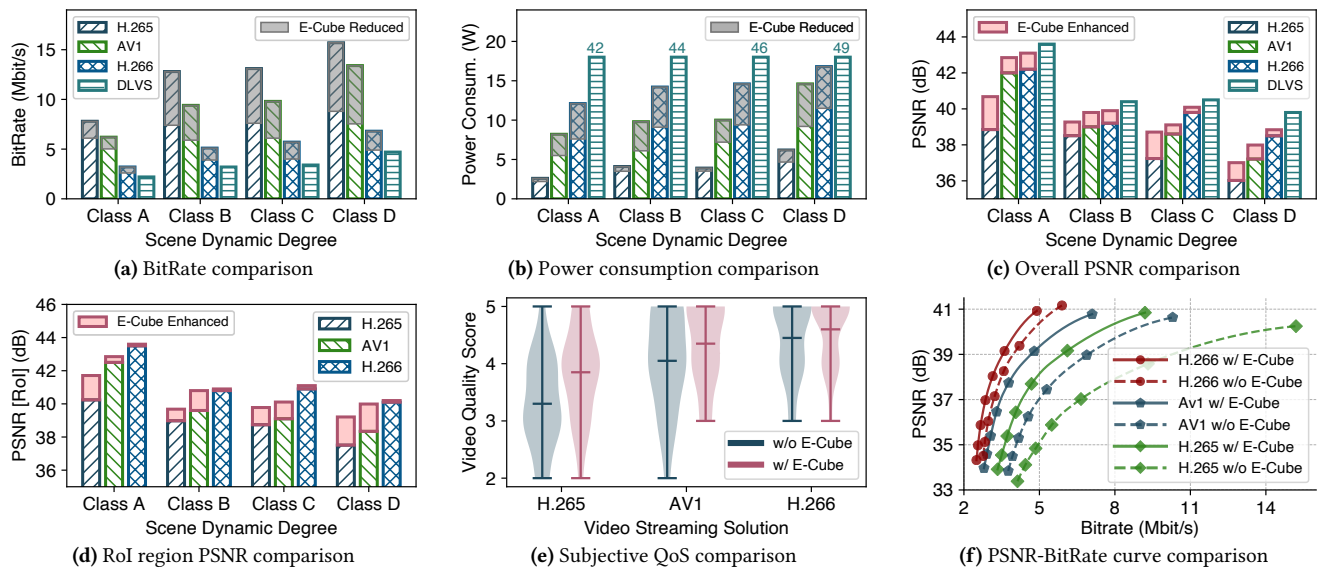 H.265
AV1
H.266
DLVS
E-Cube Reduced
BitRate (Mbit/s)
15
10
5
0
Class A Class B Class C Class D
Scene Dynamic Degree
(a) BitRate comparison
E-Cube Reduced
Power Consum. (W)
20
15
10
5
0
42 44 46 49
Class A Class B Class C Class D
Scene Dynamic Degree
(b) Power consumption comparison
E-Cube Enhanced
H.265
AV1
H.266
DLVS
PSNR (dB)
44
42
40
38
36
Class A Class B Class C Class D
Scene Dynamic Degree
(c) Overall PSNR comparison
E-Cube Enhanced
H.265
AV1
H.266
PSNR [RoI] (dB)
46
44
42
40
38
36
Class A Class B Class C Class D
Scene Dynamic Degree
(d) RoI region PSNR comparison
Video Quality Score
5
4
3
2
w/o E-Cube
w/ E-Cube
H.265 AV1 H.266
Video Streaming Solution
(e) Subjective QoS comparison
PSNR (dB)
41
39
37
35
33
H.266 w/ E-Cube
H.266 w/o E-Cube
Av1 w/ E-Cube
AV1 w/o E-Cube
H.265 w/ E-Cube
H.265 w/o E-Cube
2 5 8 11 14
Bitrate (Mbit/s)
(f) PSNR-BitRate curve comparison